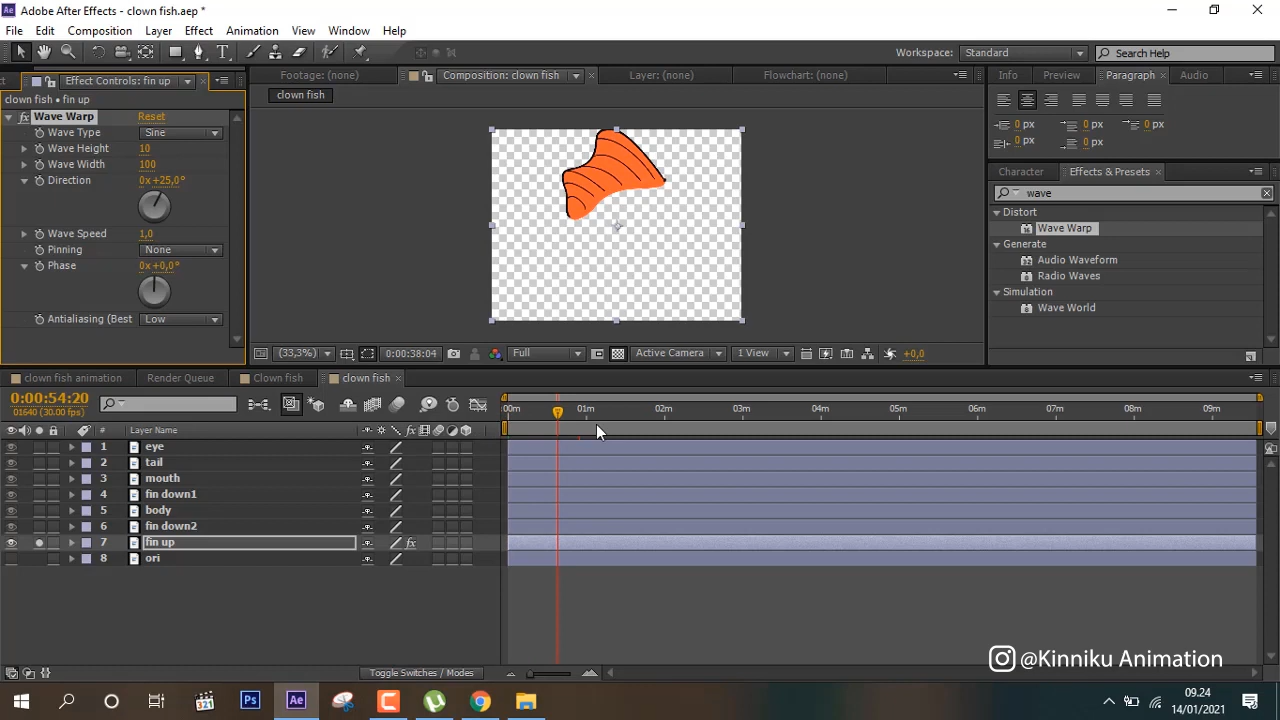 Ae Adobe After Effects - clown fish.aep *
File Edit Composition Layer Effect Animation View Window Help
Workspace: Standard Search Help
Effect Controls: fin up
Footage: (none) Composition: clown fish Layer: (none) Flowchart: (none)
Info Preview Paragraph Audio
clown fish • fin up
clown fish
fx Wave Warp Reset
Wave Type Sine
Wave Height 10
Wave Width 100
Direction 0x+25,0°
Wave Speed 1,0
Pinning None
Phase 0x+0,0°
Antialiasing (Best Low
(33,3%) 0:00:38:04 Full Active Camera 1 View +0,0
0 px 0 px 0 px
0 px 0 px
Character Effects & Presets
wave
Distort
Wave Warp
Generate
Audio Waveform
Radio Waves
Simulation
Wave World
clown fish animation Render Queue Clown fish clown fish
0:00:54:20
01640 (30.00 fps)
00m 01m 02m 03m 04m 05m 06m 07m 08m 09m
# Layer Name fx
1 eye
2 tail
3 mouth
4 fin down1
5 body
6 fin down2
7 fin up fx
8 ori
Toggle Switches / Modes
@Kinniku Animation
321 Ps Ae
09.24
14/01/2021